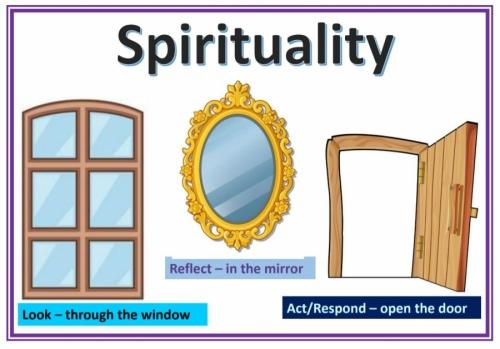 Spirituality
Look – through the window
Reflect – in the mirror
Act/Respond – open the door